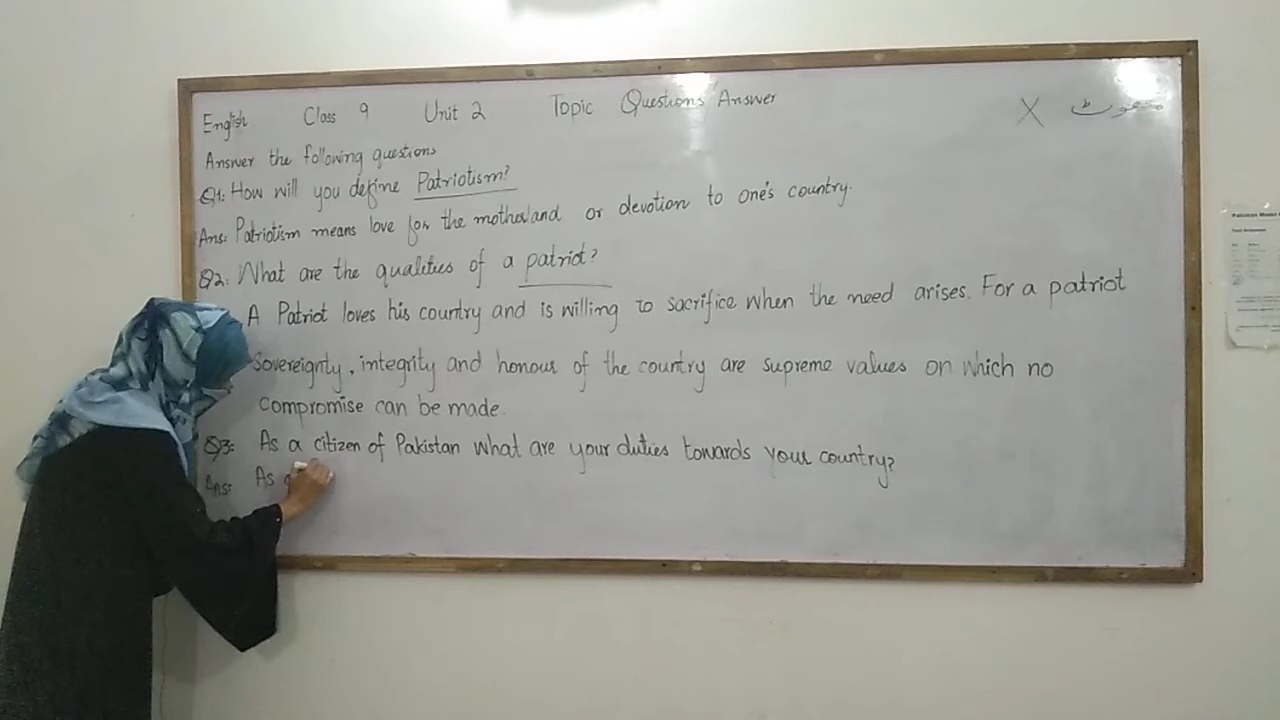 English Class 9 Unit 2 Topic Questions Answer X
Answer the following questions
Q1: How will you define Patriotism?
Ans: Patriotism means love for the motherland or devotion to one's country.
Q2: What are the qualities of a patriot?
A Patriot loves his country and is willing to sacrifice when the need arises. For a patriot
Sovereignty, integrity and honour of the country are supreme values on which no
compromise can be made.
Q3: As a citizen of Pakistan what are your duties towards your country?
Ans: As
Pakistan Model